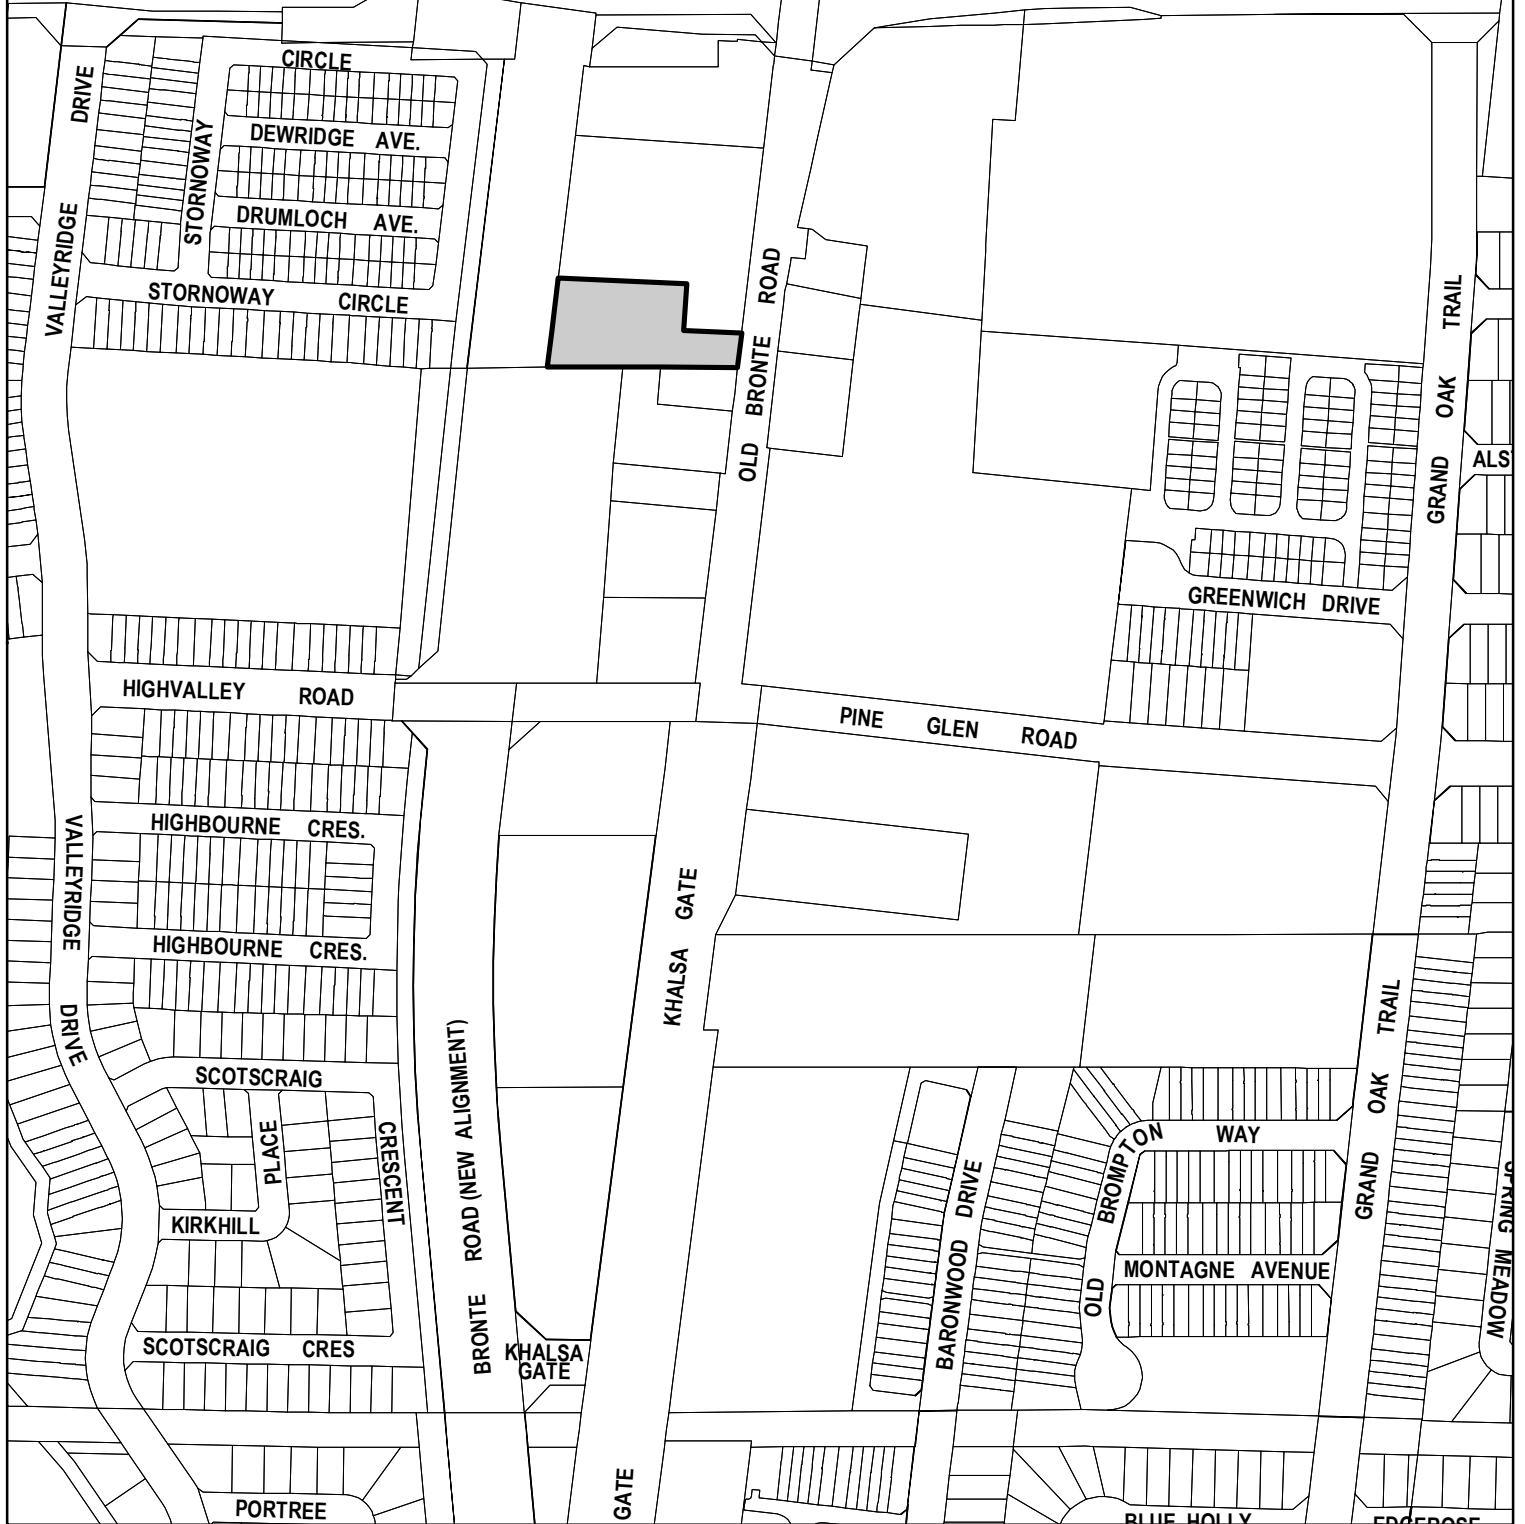 CIRCLE
DRIVE
DEWRIDGE AVE.
STORNOWAY
DRUMLOCH AVE.
VALLEYRIDGE
STORNOWAY CIRCLE
OLD BRONTE ROAD
GRAND OAK TRAIL
GREENWICH DRIVE
HIGHVALLEY ROAD
PINE GLEN ROAD
HIGHBOURNE CRES.
VALLEYRIDGE DRIVE
KHALSA GATE
HIGHBOURNE CRES.
SCOTSCRAIG
CRESCENT
PLACE
KIRKHILL
BRONTE ROAD (NEW ALIGNMENT)
GRAND OAK TRAIL
OLD BROMPTON WAY
BARONWOOD DRIVE
MONTAGNE AVENUE
MEADOW
SCOTSCRAIG CRES
KHALSA
GATE
GATE
PORTREE
BLUE HOLLY